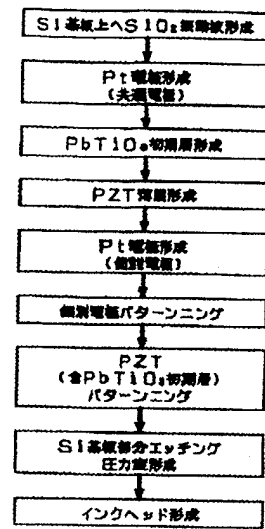 Si基板上へSiO₂振動板形成
Pt電極形成
(共通電極)
PbTiO₃初期層形成
PZT薄膜形成
Pt電極形成
(個別電極)
個別電極パターンニング
PZT
(含PbTiO₃初期層)
パターンニング
Si基板部分エッチング
圧力室形成
インクヘッド形成